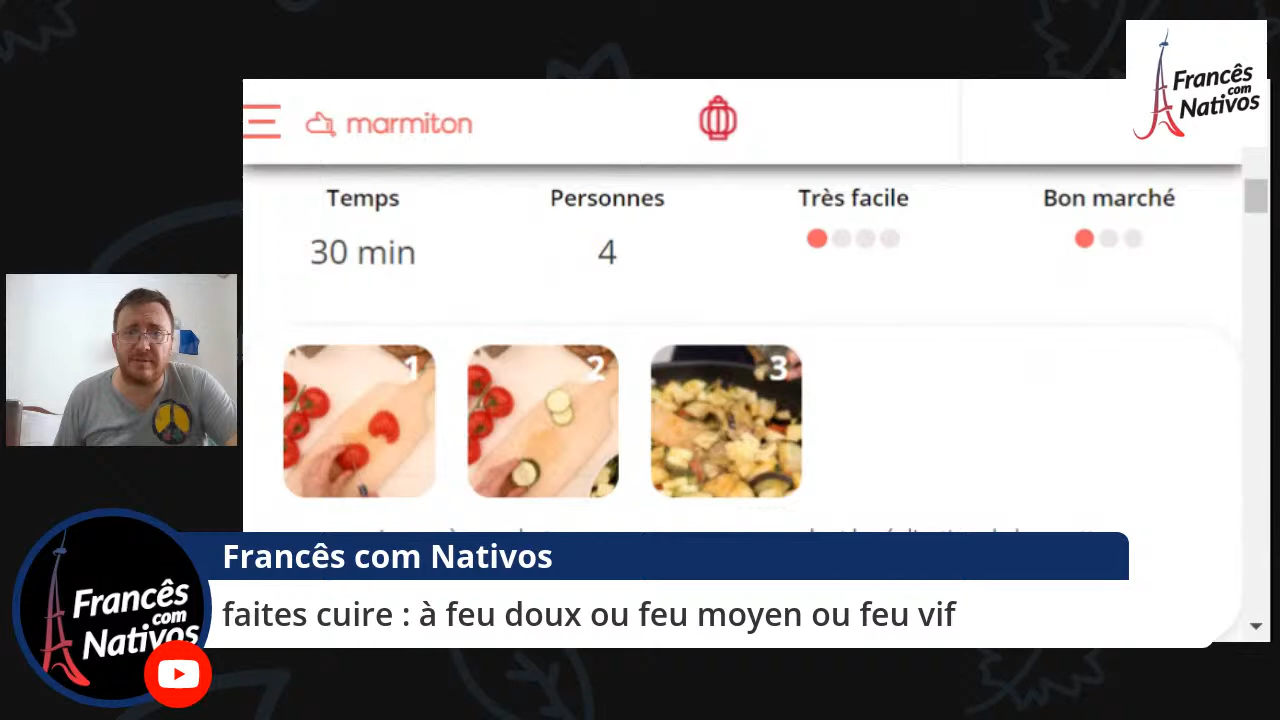 Francês
com
Nativos
marmiton
Temps
Personnes
Très facile
Bon marché
30 min
4
1
2
3
Francês com Nativos
faites cuire : à feu doux ou feu moyen ou feu vif
Francês
com
Nativos